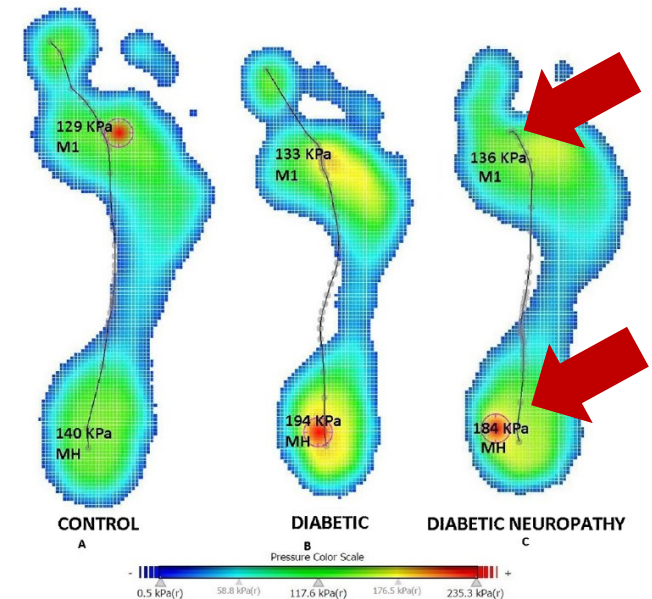 129 KPa
M1
133 KPa
M1
136 KPa
M1
140 KPa
MH
194 KPa
MH
184 KPa
MH
CONTROL
DIABETIC
DIABETIC NEUROPATHY
A
B
C
Pressure Color Scale
- +
0.5 kPa(r) 58.8 kPa(r) 117.6 kPa(r) 176.5 kPa(r) 235.3 kPa(r)